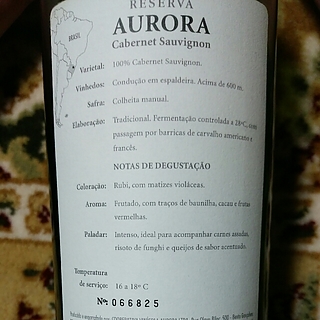 RESERVA
AURORA
Cabernet Sauvignon
BRASIL
Varietal: 100% Cabernet Sauvignon.
Vinhedos: Condução em espaldeira. Acima de 600 m.
Safra: Colheita manual.
Elaboração: Tradicional. Fermentação controlada a 28ºC, com
passagem por barricas de carvalho americano e
francês.
NOTAS DE DEGUSTAÇÃO
Coloração: Rubi, com matizes violáceas.
Aroma: Frutado, com traços de baunilha, cacau e frutas
vermelhas.
Paladar: Intenso, ideal para acompanhar carnes assadas,
risoto de funghi e queijos de sabor acentuado.
Temperatura
de serviço: 16 a 18º C
Nº: 066825